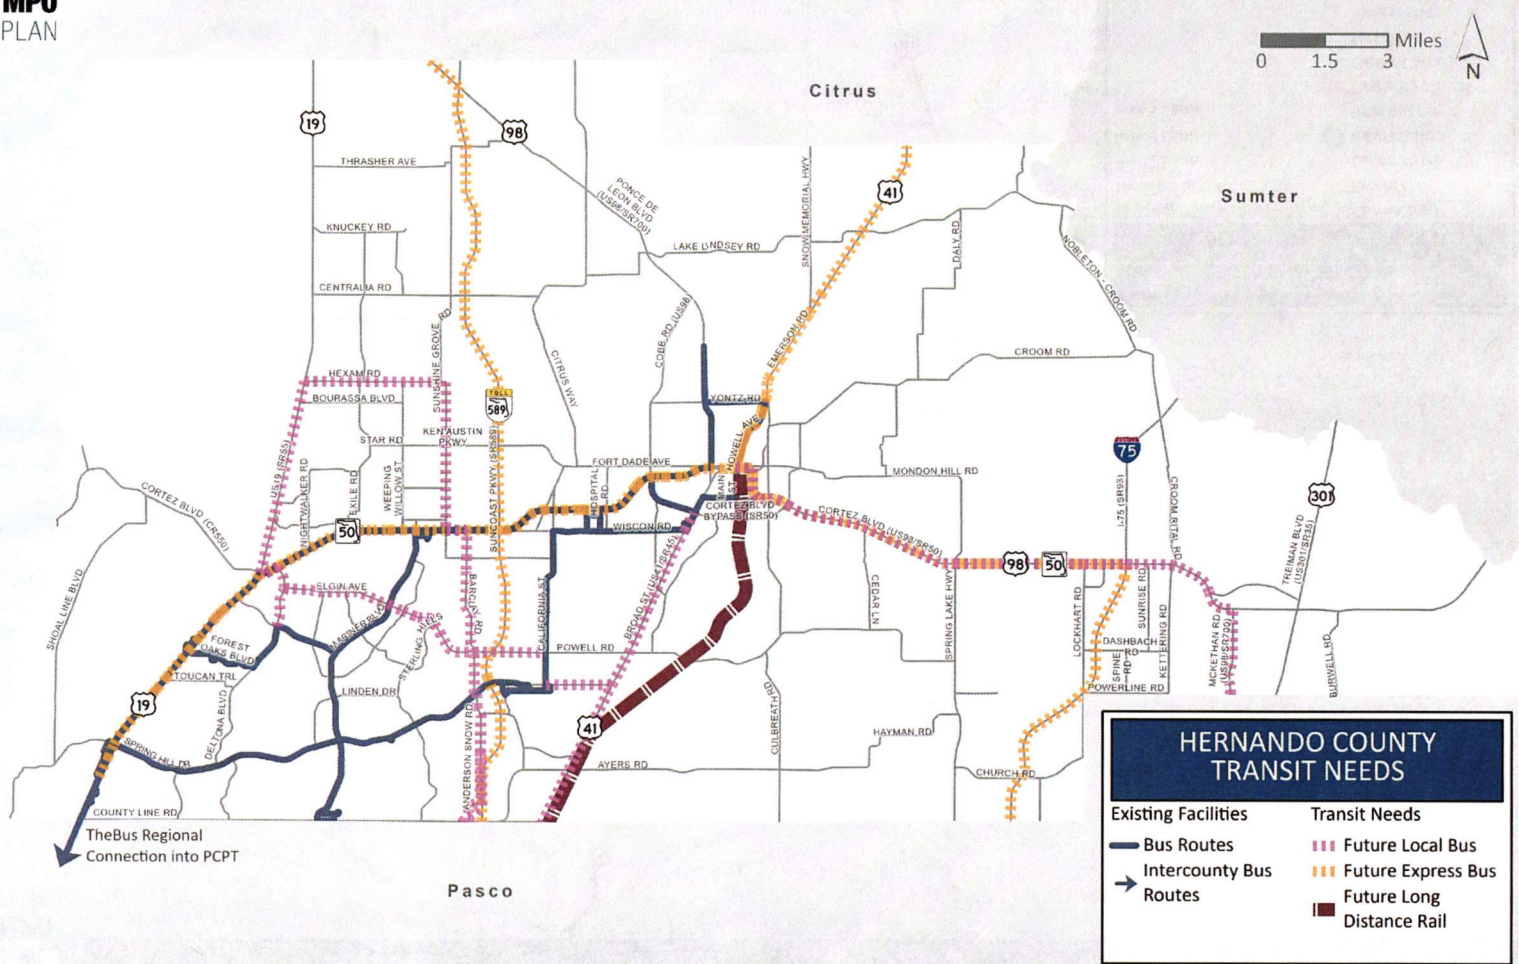 MPO
PLAN
Miles
0 1.5 3
N
Citrus
Sumter
Pasco
19
98
41
THRASHER AVE
PONCE DE
LEON BLVD
(US98/SR700)
SNOW MEMORIAL HWY
KNUCKEY RD
LAKE LINDSEY RD
DALY RD
NOBLETON - CROOM RD
CENTRALIA RD
SUNSHINE GROVE RD
COBB RD (US98)
EMERSON RD
CITRUS WAY
CROOM RD
HEXAM RD
BOURASSA BLVD
TOLL
589
YONTZ RD
HOWELL AVE
STAR RD
KEN AUSTIN
PKWY
SUNCOAST PKWY (SR589)
75
US19 (SR55)
NIGHTWALKER RD
EXILE RD
WEEPING
WILLOW ST
FORT DADE AVE
HOSPITAL
RD
MAIN
ST
MONDON HILL RD
I-75 (SR93)
CROOM RITAL RD
301
CORTEZ BLVD (CR550)
50
WISCON RD
CORTEZ BLVD
BYPASS (SR50)
CORTEZ BLVD (US98/SR50)
TREIMAN BLVD
(US301/SR35)
98
50
SHOAL LINE BLVD
ELGIN AVE
BARCLAY RD
CALIFORNIA ST
BROAD ST (US41/SR45)
CEDAR LN
SPRING LAKE HWY
LOCKHART RD
SUNRISE RD
KETTERING RD
MCKETHAN RD
(US98/SR700)
BURWELL RD
FOREST
OAKS BLVD
MARINER BLVD
STERLING HILLS
POWELL RD
DASHBACH
RD
SPINE
RD
TOUCAN TRL
LINDEN DR
POWERLINE RD
19
DELTONA BLVD
ANDERSON SNOW RD
41
CULBREATH RD
HAYMAN RD
SPRING HILL DR
AYERS RD
CHURCH RD
COUNTY LINE RD
TheBus Regional
Connection into PCPT
HERNANDO COUNTY
TRANSIT NEEDS
Existing Facilities
Bus Routes
Intercounty Bus
Routes
Transit Needs
Future Local Bus
Future Express Bus
Future Long
Distance Rail